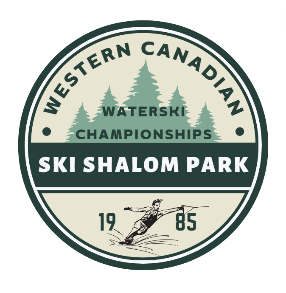 WESTERN CANADIAN
WATERSKI
CHAMPIONSHIPS
SKI SHALOM PARK
19 85